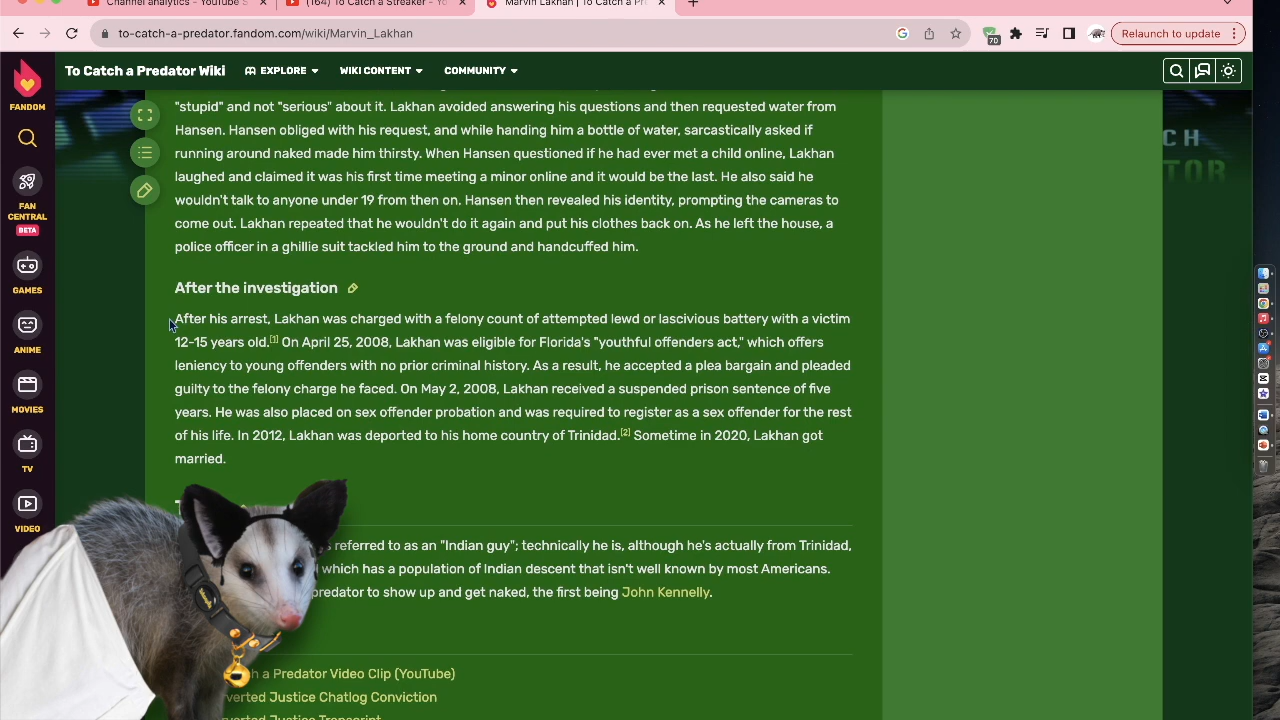 Channel analytics - YouTube S
(164) To Catch a Streaker - Yo
Marvin Lakhan | To Catch a Pr
to-catch-a-predator.fandom.com/wiki/Marvin_Lakhan
70
Relaunch to update
To Catch a Predator Wiki
EXPLORE
WIKI CONTENT
COMMUNITY
FANDOM
FAN CENTRAL
BETA
GAMES
ANIME
MOVIES
TV
VIDEO
CH
TOR
"stupid" and not "serious" about it. Lakhan avoided answering his questions and then requested water from
Hansen. Hansen obliged with his request, and while handing him a bottle of water, sarcastically asked if
running around naked made him thirsty. When Hansen questioned if he had ever met a child online, Lakhan
laughed and claimed it was his first time meeting a minor online and it would be the last. He also said he
wouldn't talk to anyone under 19 from then on. Hansen then revealed his identity, prompting the cameras to
come out. Lakhan repeated that he wouldn't do it again and put his clothes back on. As he left the house, a
police officer in a ghillie suit tackled him to the ground and handcuffed him.
After the investigation
After his arrest, Lakhan was charged with a felony count of attempted lewd or lascivious battery with a victim
12-15 years old.[1] On April 25, 2008, Lakhan was eligible for Florida's "youthful offenders act," which offers
leniency to young offenders with no prior criminal history. As a result, he accepted a plea bargain and pleaded
guilty to the felony charge he faced. On May 2, 2008, Lakhan received a suspended prison sentence of five
years. He was also placed on sex offender probation and was required to register as a sex offender for the rest
of his life. In 2012, Lakhan was deported to his home country of Trinidad.[2] Sometime in 2020, Lakhan got
married.
referred to as an "Indian guy"; technically he is, although he's actually from Trinidad,
which has a population of Indian descent that isn't well known by most Americans.
predator to show up and get naked, the first being John Kennelly.
h a Predator Video Clip (YouTube)
verted Justice Chatlog Conviction
verted Justice Transcript